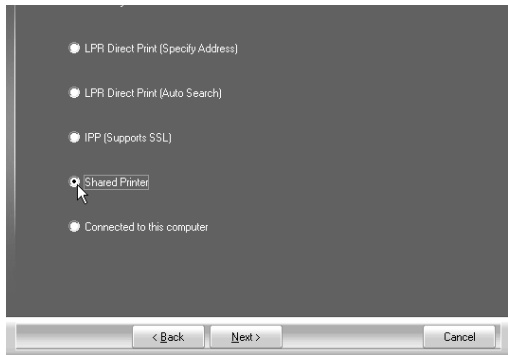 LPR Direct Print (Specify Address)
LPR Direct Print (Auto Search)
IPP (Supports SSL)
Shared Printer
Connected to this computer
< Back Next > Cancel